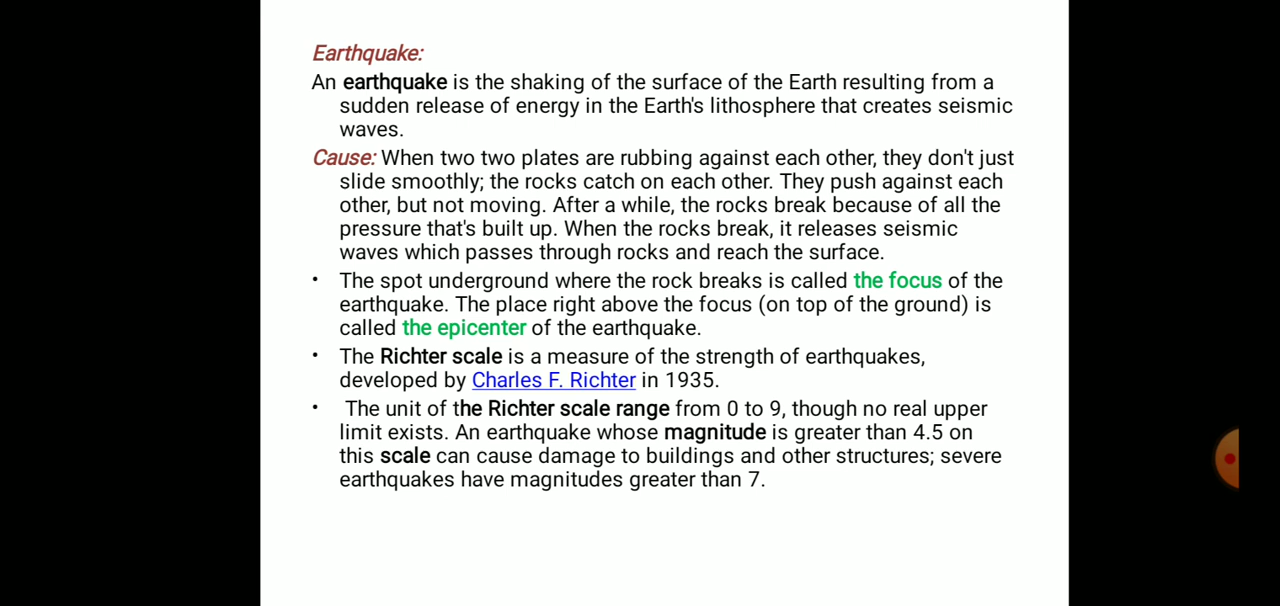 Earthquake:
An earthquake is the shaking of the surface of the Earth resulting from a
sudden release of energy in the Earth's lithosphere that creates seismic
waves.
Cause: When two two plates are rubbing against each other, they don't just
slide smoothly; the rocks catch on each other. They push against each
other, but not moving. After a while, the rocks break because of all the
pressure that's built up. When the rocks break, it releases seismic
waves which passes through rocks and reach the surface.
• The spot underground where the rock breaks is called the focus of the
earthquake. The place right above the focus (on top of the ground) is
called the epicenter of the earthquake.
• The Richter scale is a measure of the strength of earthquakes,
developed by Charles F. Richter in 1935.
• The unit of the Richter scale range from 0 to 9, though no real upper
limit exists. An earthquake whose magnitude is greater than 4.5 on
this scale can cause damage to buildings and other structures; severe
earthquakes have magnitudes greater than 7.